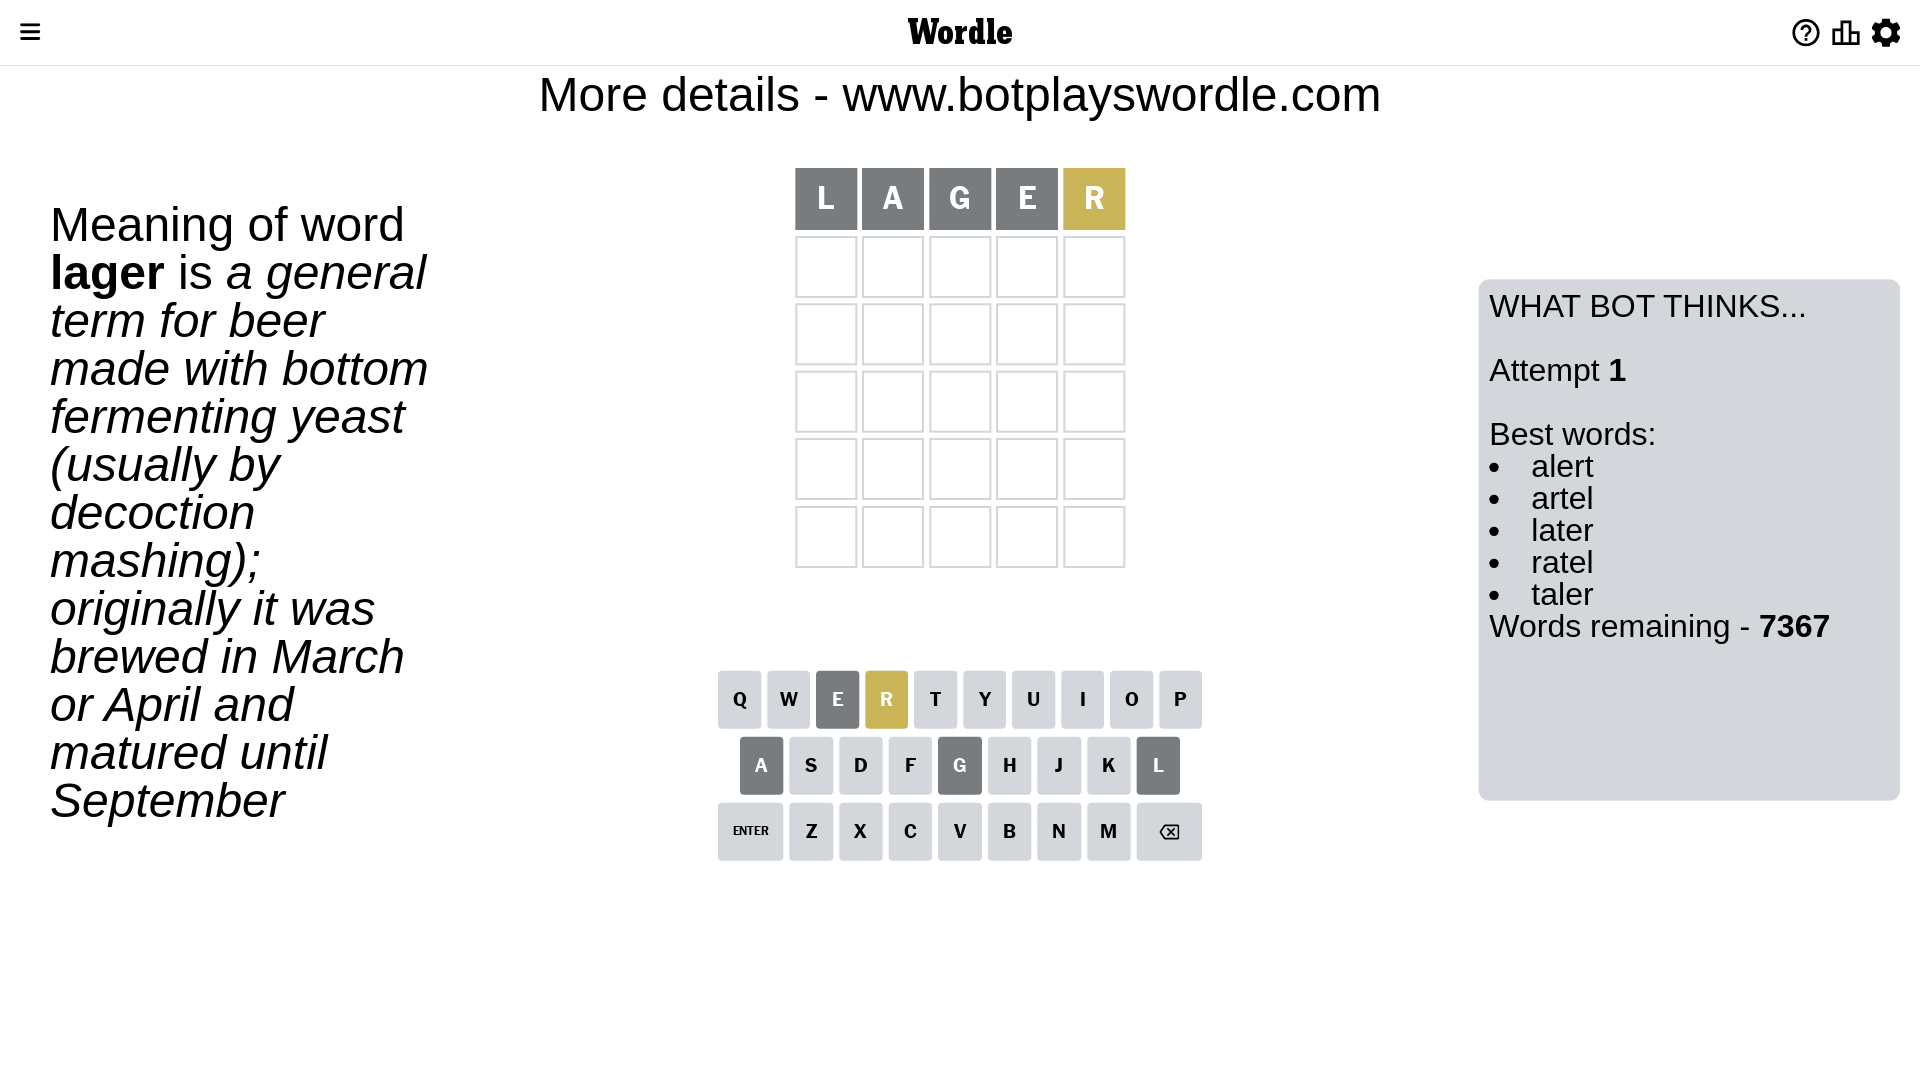 Wordle
More details - www.botplayswordle.com
Meaning of word
lager is a general
term for beer
made with bottom
fermenting yeast
(usually by
decoction
mashing);
originally it was
brewed in March
or April and
matured until
September
L A G E R
WHAT BOT THINKS...
Attempt 1
Best words:
• alert
• artel
• later
• ratel
• taler
Words remaining - 7367
Q W E R T Y U I O P
A S D F G H J K L
ENTER Z X C V B N M